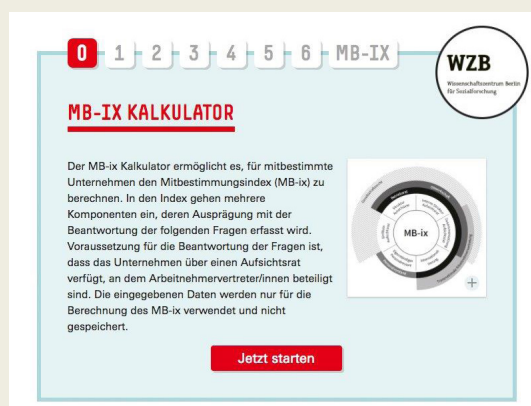 0 1 2 3 4 5 6 MB-IX
WZB
Wissenschaftszentrum Berlin
für Sozialforschung
MB-IX KALKULATOR
Der MB-ix Kalkulator ermöglicht es, für mitbestimmte
Unternehmen den Mitbestimmungsindex (MB-ix) zu
berechnen. In den Index gehen mehrere
Komponenten ein, deren Ausprägung mit der
Beantwortung der folgenden Fragen erfasst wird.
Voraussetzung für die Beantwortung der Fragen ist,
dass das Unternehmen über einen Aufsichtsrat
verfügt, an dem Arbeitnehmervertreter/innen beteiligt
sind. Die eingegebenen Daten werden nur für die
Berechnung des MB-ix verwendet und nicht
gespeichert.
MB-ix
+
Jetzt starten